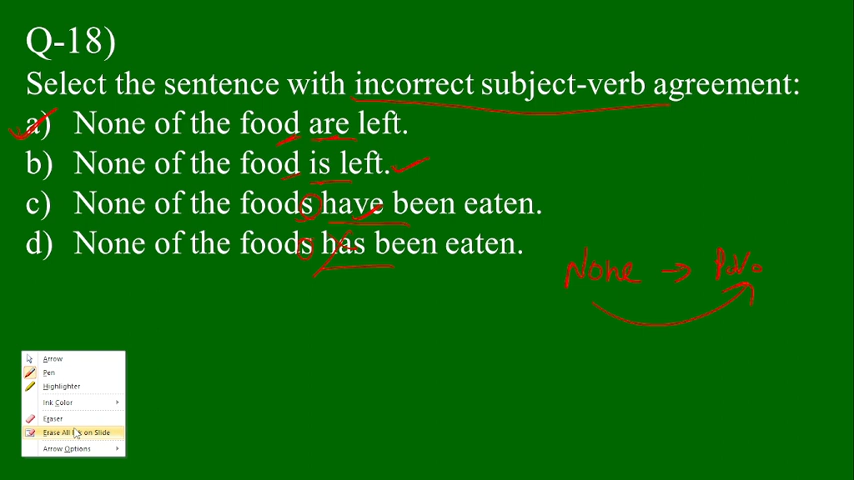 Q-18)
Select the sentence with incorrect subject-verb agreement:
a) None of the food are left.
b) None of the food is left.
c) None of the foods have been eaten.
d) None of the foods has been eaten.
None →
Arrow
Pen
Highlighter
Ink Color
Eraser
Erase All Ink on Slide
Arrow Options